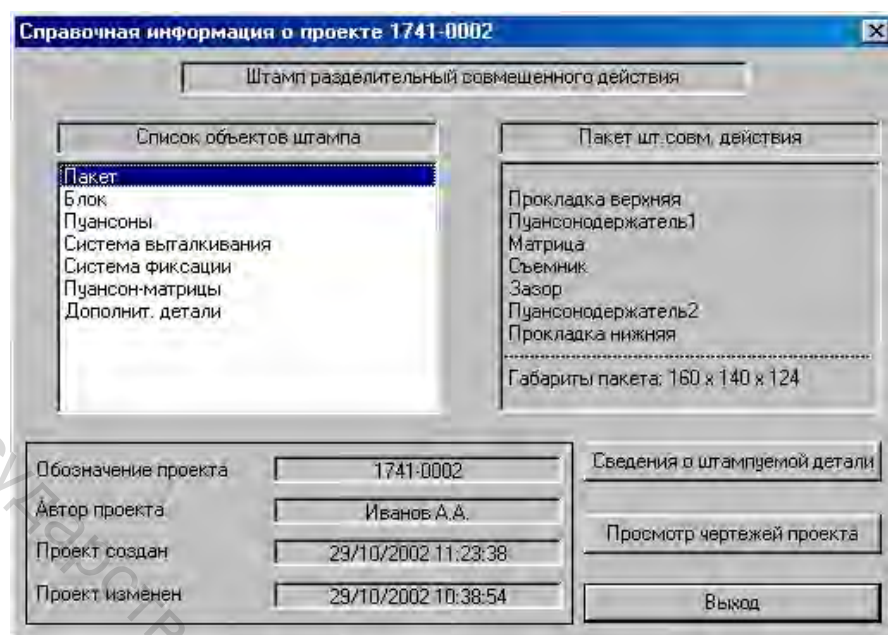 Справочная информация о проекте 1741-0002
Штамп разделительный совмещенного действия
Список объектов штампа
Пакет
Блок
Пуансоны
Система выталкивания
Система фиксации
Пуансон-матрицы
Дополнит. детали
Пакет шт.совм. действия
Прокладка верхняя
Пуансонодержатель1
Матрица
Съемник
Зазор
Пуансонодержатель2
Прокладка нижняя
Габариты пакета: 160 x 140 x 124
Обозначение проекта 1741-0002
Автор проекта Иванов А.А.
Проект создан 29/10/2002 11:23:38
Проект изменен 29/10/2002 10:38:54
Сведения о штампуемой детали
Просмотр чертежей проекта
Выход